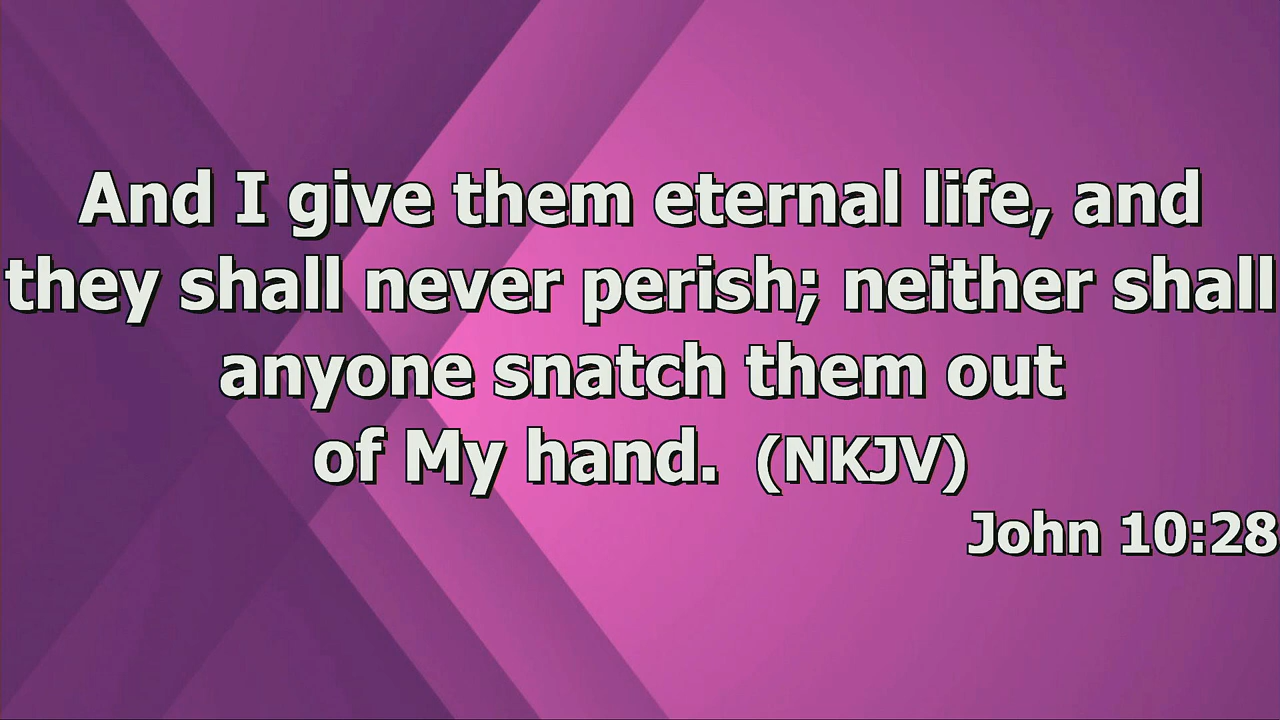 And I give them eternal life, and
they shall never perish; neither shall
anyone snatch them out
of My hand. (NKJV)
John 10:28